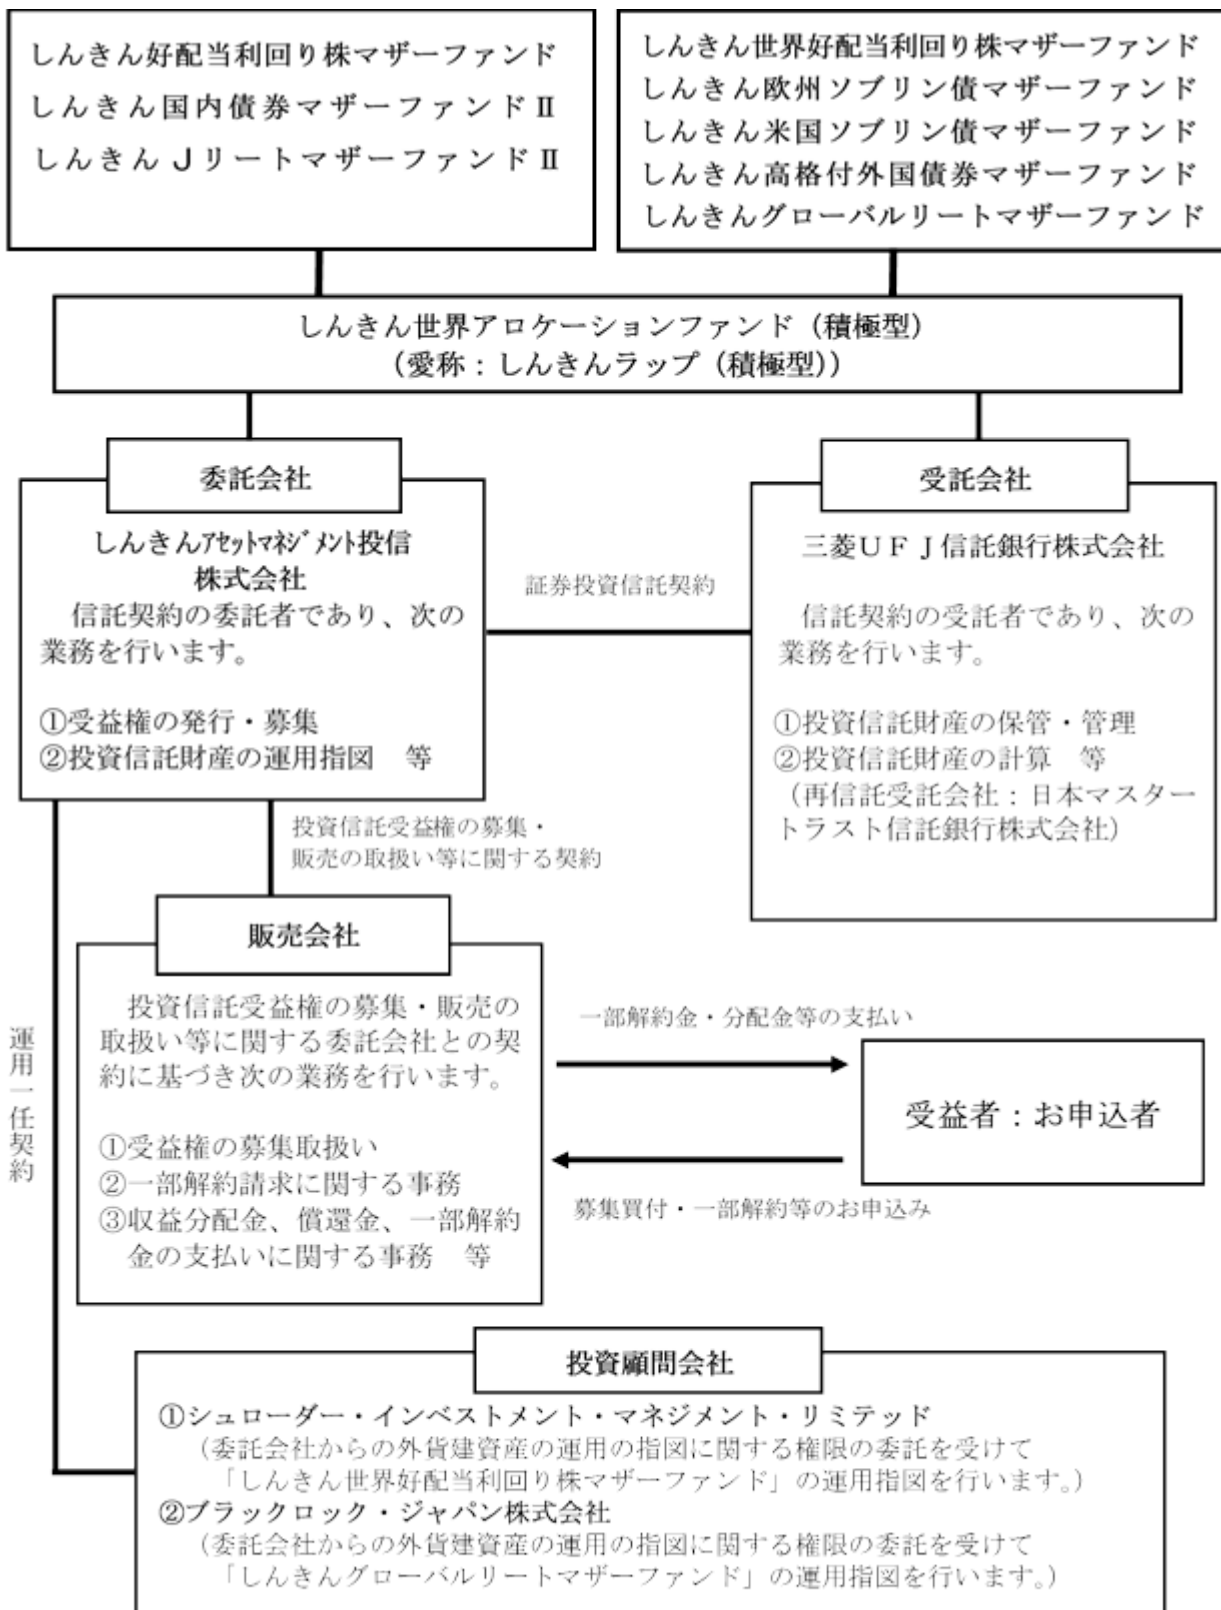 しんきん好配当利回り株マザーファンド
しんきん国内債券マザーファンドⅡ
しんきんJリートマザーファンドⅡ
しんきん世界好配当利回り株マザーファンド
しんきん欧州ソブリン債マザーファンド
しんきん米国ソブリン債マザーファンド
しんきん高格付外国債券マザーファンド
しんきんグローバルリートマザーファンド
しんきん世界アロケーションファンド（積極型）
（愛称：しんきんラップ（積極型））
委託会社
しんきんｱｾｯﾄﾏﾈｼﾞﾒﾝﾄ投信
株式会社
信託契約の委託者であり、次の
業務を行います。
①受益権の発行・募集
②投資信託財産の運用指図　等
証券投資信託契約
受託会社
三菱ＵＦＪ信託銀行株式会社
信託契約の受託者であり、次の
業務を行います。
①投資信託財産の保管・管理
②投資信託財産の計算　等
（再信託受託会社：日本マスター
トラスト信託銀行株式会社）
投資信託受益権の募集・
販売の取扱い等に関する契約
販売会社
投資信託受益権の募集・販売の
取扱い等に関する委託会社との契
約に基づき次の業務を行います。
①受益権の募集取扱い
②一部解約請求に関する事務
③収益分配金、償還金、一部解約
金の支払いに関する事務　等
一部解約金・分配金等の支払い
受益者：お申込者
募集買付・一部解約等のお申込み
運用一任契約
投資顧問会社
①シュローダー・インベストメント・マネジメント・リミテッド
（委託会社からの外貨建資産の運用の指図に関する権限の委託を受けて
「しんきん世界好配当利回り株マザーファンド」の運用指図を行います。）
②ブラックロック・ジャパン株式会社
（委託会社からの外貨建資産の運用の指図に関する権限の委託を受けて
「しんきんグローバルリートマザーファンド」の運用指図を行います。）